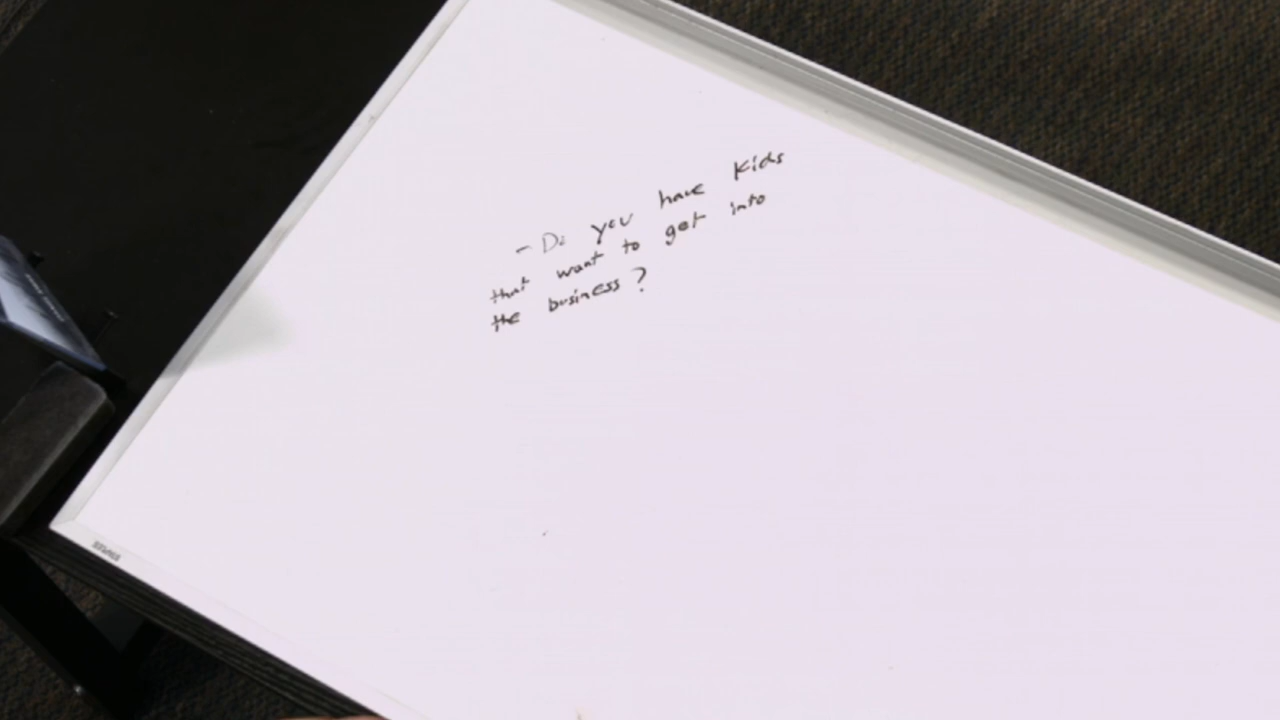 - Do you have kids
that want to get into
the business?